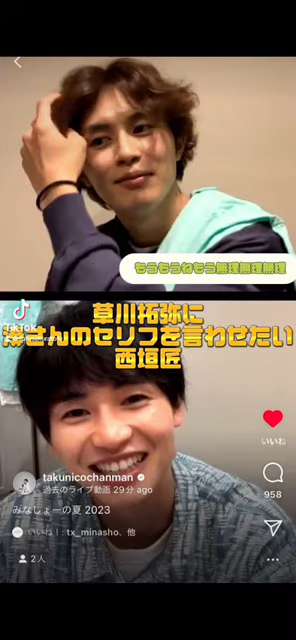 もうもうねもう無理無理無理
TikTok
草川拓弥に
湊さんのセリフを言わせたい
西垣匠
いいね
takunicochanman
過去のライブ動画 29分 ago
958
みなしょーの夏 2023
いいね！: tx_minasho、他
2人